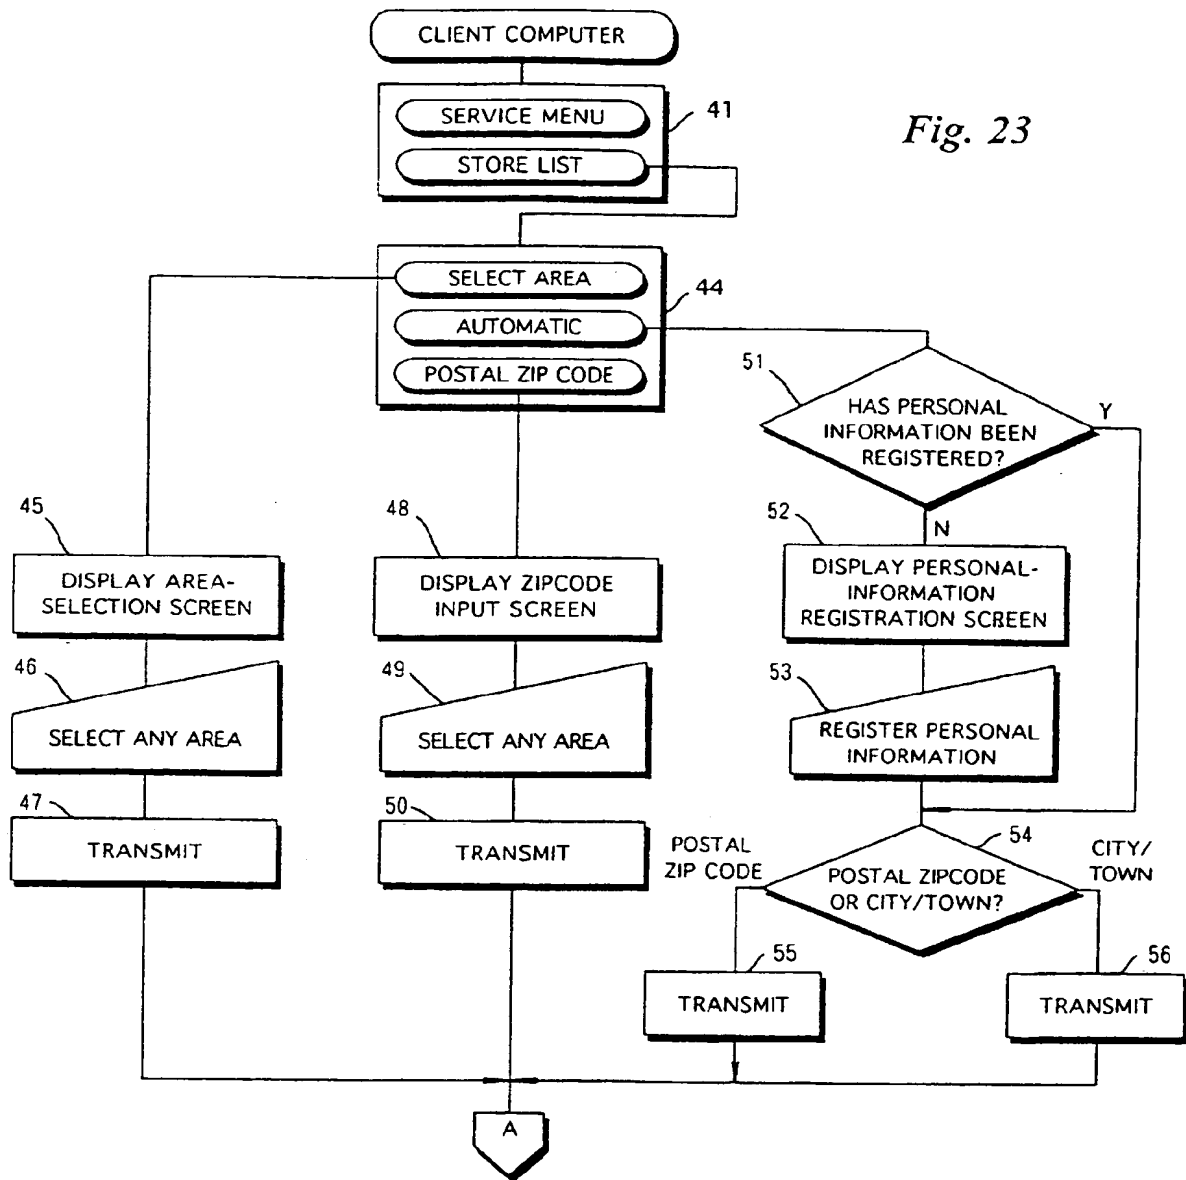 CLIENT COMPUTER
SERVICE MENU
41
Fig. 23
STORE LIST
SELECT AREA
44
AUTOMATIC
POSTAL ZIP CODE
51
HAS PERSONAL
INFORMATION BEEN
REGISTERED?
Y
N
45
DISPLAY AREA-
SELECTION SCREEN
48
DISPLAY ZIPCODE
INPUT SCREEN
52
DISPLAY PERSONAL-
INFORMATION
REGISTRATION SCREEN
46
SELECT ANY AREA
49
SELECT ANY AREA
53
REGISTER PERSONAL
INFORMATION
47
TRANSMIT
50
TRANSMIT
54
POSTAL
ZIP CODE
POSTAL ZIPCODE
OR CITY/TOWN?
CITY/
TOWN
55
TRANSMIT
56
TRANSMIT
A